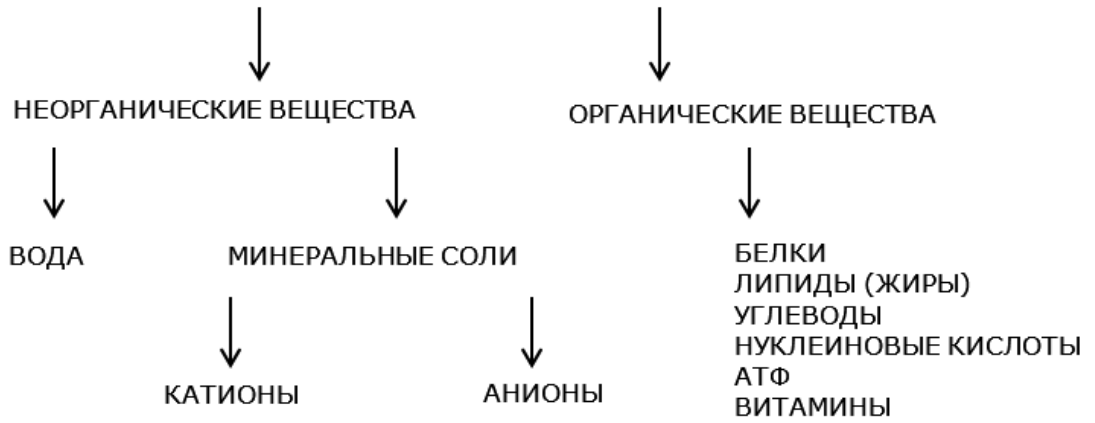 НЕОРГАНИЧЕСКИЕ ВЕЩЕСТВА
ОРГАНИЧЕСКИЕ ВЕЩЕСТВА
ВОДА
МИНЕРАЛЬНЫЕ СОЛИ
КАТИОНЫ
АНИОНЫ
БЕЛКИ
ЛИПИДЫ (ЖИРЫ)
УГЛЕВОДЫ
НУКЛЕИНОВЫЕ КИСЛОТЫ
АТФ
ВИТАМИНЫ